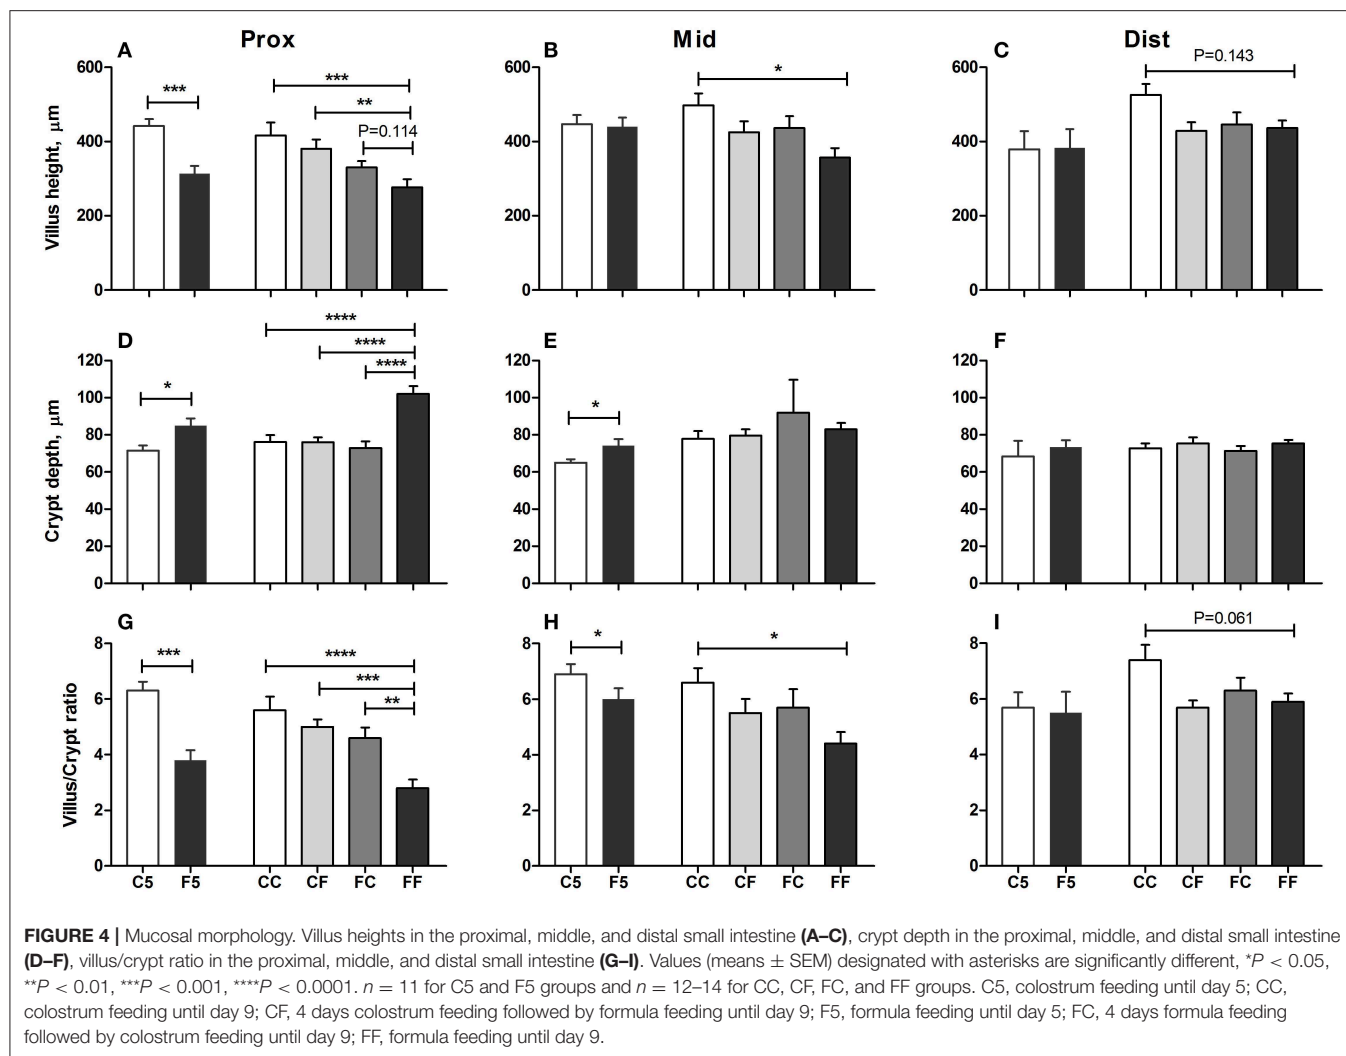 Prox
Mid
Dist
A
B
C
Villus height, μm
600
400
200
0
***
***
**
P=0.114
600
400
200
0
*
600
400
200
0
P=0.143
D
E
F
Crypt depth, μm
120
100
80
60
40
20
0
*
****
****
****
120
100
80
60
40
20
0
*
120
100
80
60
40
20
0
G
H
I
Villus/Crypt ratio
8
6
4
2
0
***
****
***
**
C5 F5 CC CF FC FF
8
6
4
2
0
*
*
C5 F5 CC CF FC FF
8
6
4
2
0
P=0.061
C5 F5 CC CF FC FF
FIGURE 4 | Mucosal morphology. Villus heights in the proximal, middle, and distal small intestine (A–C), crypt depth in the proximal, middle, and distal small intestine
(D–F), villus/crypt ratio in the proximal, middle, and distal small intestine (G–I). Values (means ± SEM) designated with asterisks are significantly different, *P < 0.05,
**P < 0.01, ***P < 0.001, ****P < 0.0001. n = 11 for C5 and F5 groups and n = 12–14 for CC, CF, FC, and FF groups. C5, colostrum feeding until day 5; CC,
colostrum feeding until day 9; CF, 4 days colostrum feeding followed by formula feeding until day 9; F5, formula feeding until day 5; FC, 4 days formula feeding
followed by colostrum feeding until day 9; FF, formula feeding until day 9.